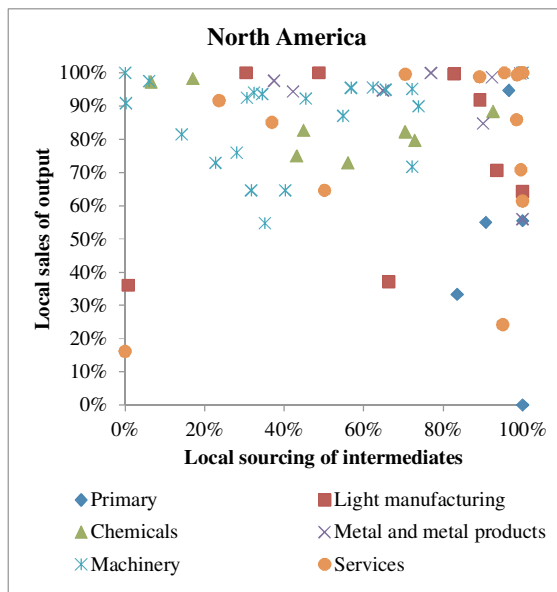 North America
Local sales of output
100%
90%
80%
70%
60%
50%
40%
30%
20%
10%
0%
0% 20% 40% 60% 80% 100%
Local sourcing of intermediates
Primary Light manufacturing
Chemicals Metal and metal products
Machinery Services